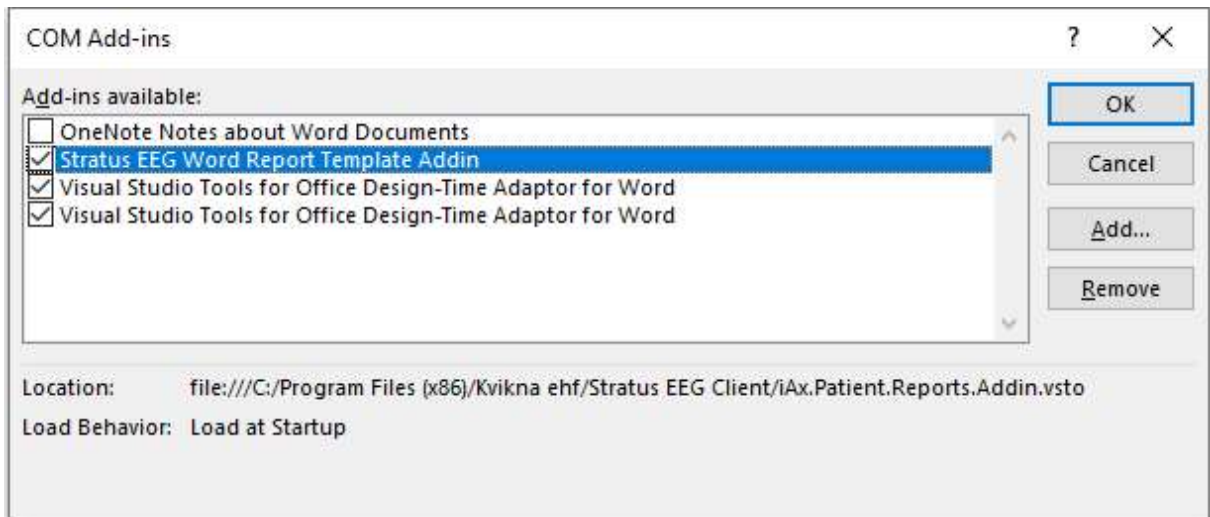 COM Add-ins ? ×
Add-ins available:
OneNote Notes about Word Documents
Stratus EEG Word Report Template Addin
Visual Studio Tools for Office Design-Time Adaptor for Word
Visual Studio Tools for Office Design-Time Adaptor for Word
OK
Cancel
Add...
Remove
Location: file:///C:/Program Files (x86)/Kvikna ehf/Stratus EEG Client/iAx.Patient.Reports.Addin.vsto
Load Behavior: Load at Startup